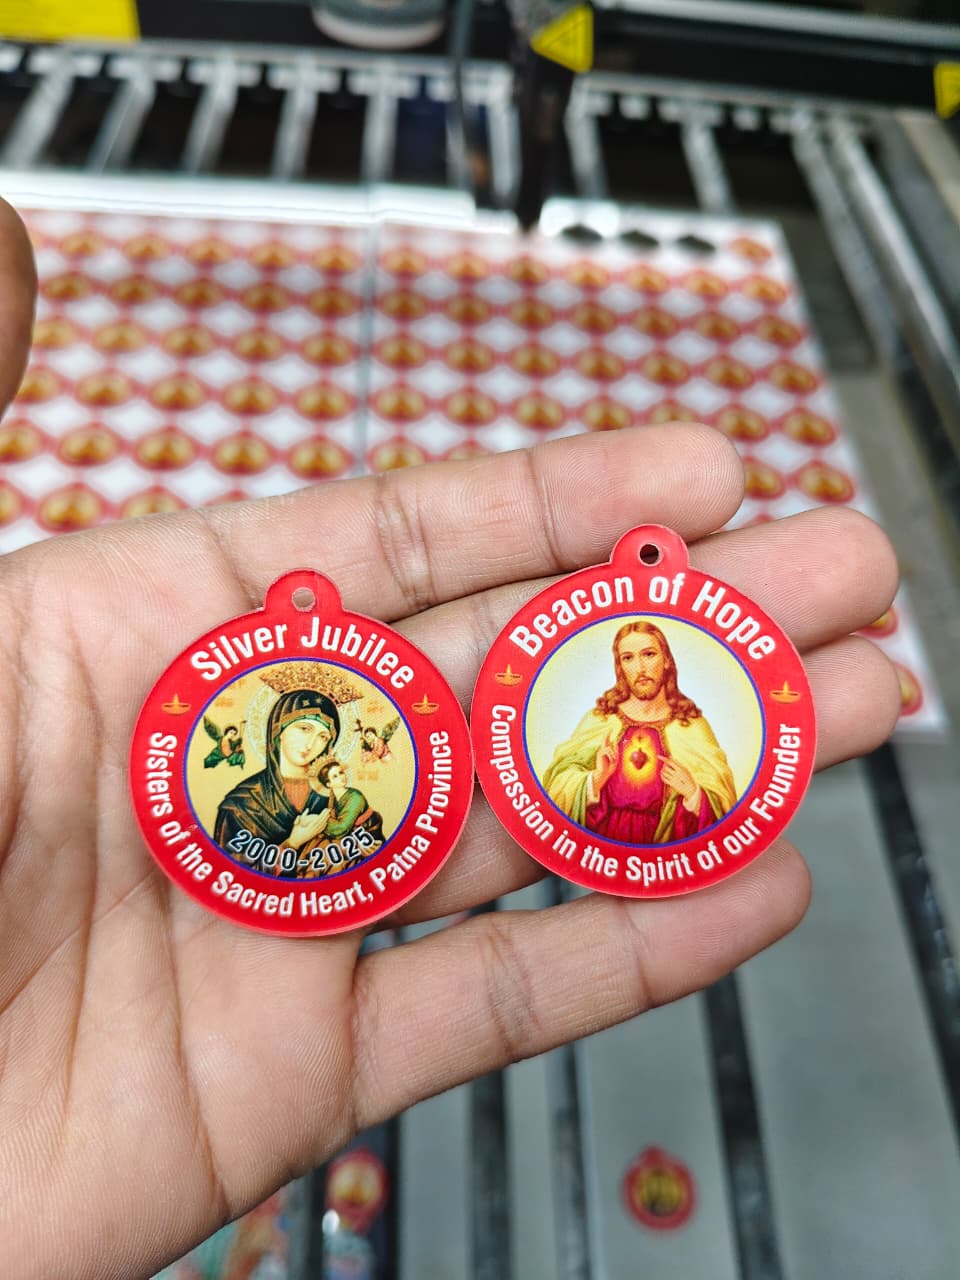 Silver Jubilee
2000-2025
Sisters of the Sacred Heart, Patna Province
Beacon of Hope
Compassion in the Spirit of our Founder